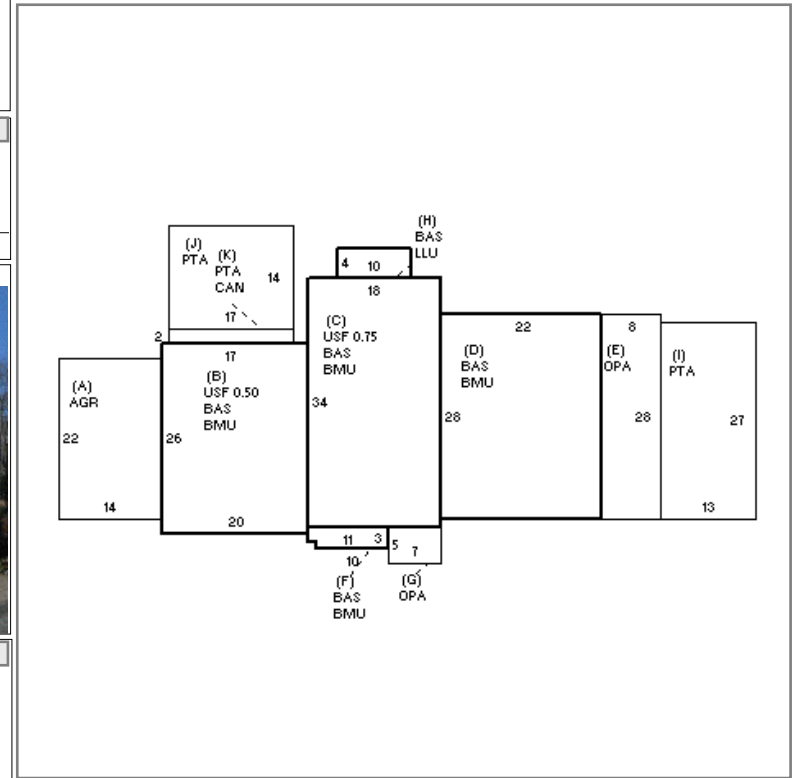 (H)
BAS
LLU
4
10
(J)
PTA
(K)
PTA
CAN
14
17
2
18
(C)
USF 0.75
BAS
BMU
34
22
(D)
BAS
BMU
28
8
(E)
OPA
28
(I)
PTA
27
13
17
(B)
USF 0.50
BAS
BMU
26
20
(A)
AGR
22
14
11
3
10
5
7
(F)
BAS
BMU
(G)
OPA